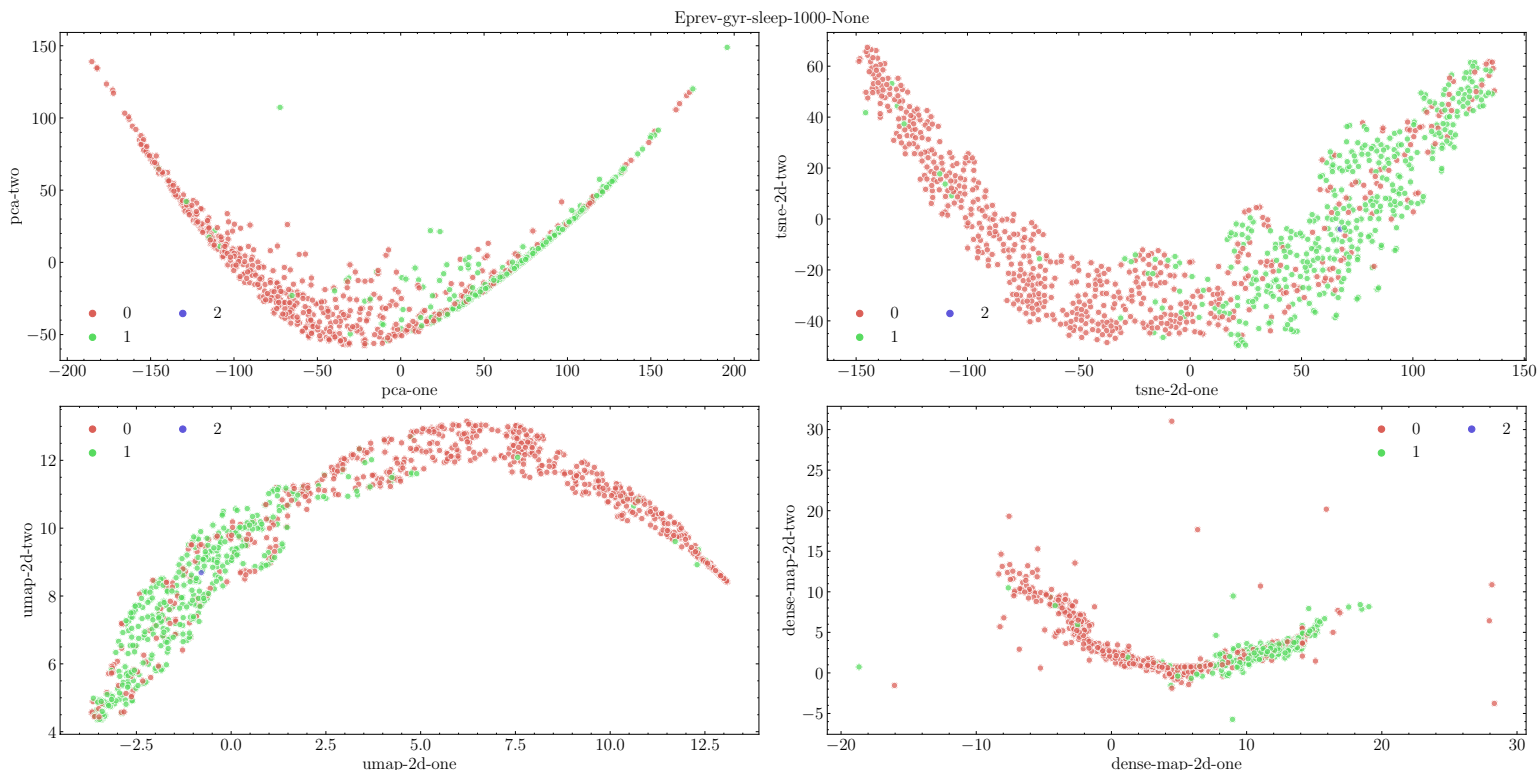 Eprev-gyr-sleep-1000-None
150
100
50
0
−50
pca-two
−200 −150 −100 −50 0 50 100 150 200
pca-one
0 2
1
60
40
20
0
−20
−40
tsne-2d-two
−150 −100 −50 0 50 100 150
tsne-2d-one
0 2
1
12
10
8
6
4
umap-2d-two
−2.5 0.0 2.5 5.0 7.5 10.0 12.5
umap-2d-one
0 2
1
30
25
20
15
10
5
0
−5
dense-map-2d-two
−20 −10 0 10 20 30
dense-map-2d-one
0 2
1